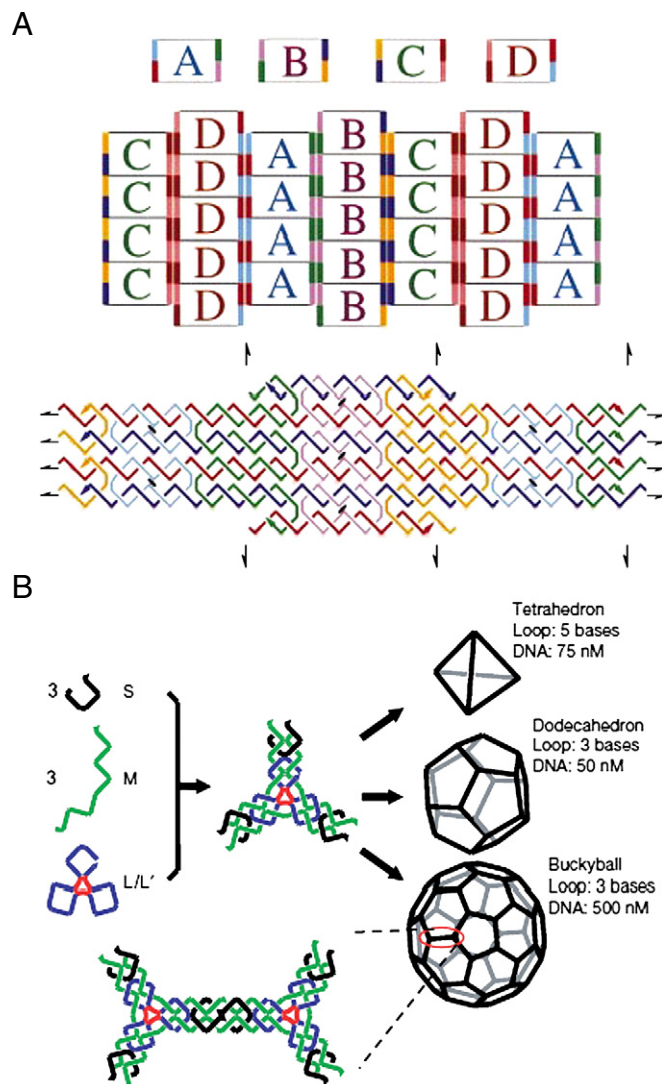 A
A B C D
D B D
C A C A
D B D
C A C A
D B D
C A C A
D B D
C A C A
D B D
B
Tetrahedron
Loop: 5 bases
DNA: 75 nM
3 S
3 M
L/L′
Dodecahedron
Loop: 3 bases
DNA: 50 nM
Buckyball
Loop: 3 bases
DNA: 500 nM